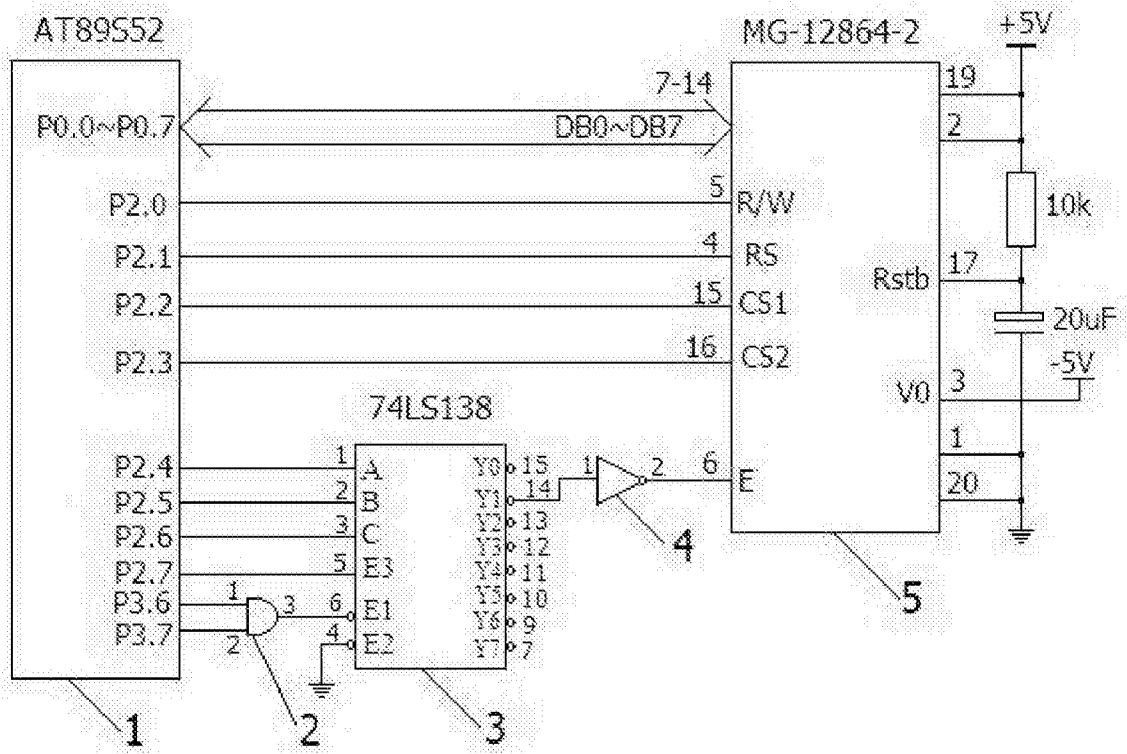 AT89S52
MG-12864-2
+5V
P0.0~P0.7
7-14
DB0~DB7
19
2
P2.0
5
R/W
10k
P2.1
4
RS
Rstb
17
P2.2
15
CS1
20uF
P2.3
16
CS2
-5V
V0
3
74LS138
1
20
P2.4
1
A
Y0
15
P2.5
2
B
Y1
14
1
2
6
E
P2.6
3
C
Y2
13
4
P2.7
5
E3
Y3
12
Y4
11
P3.6
1
3
6
E1
Y5
10
5
P3.7
2
4
E2
Y6
9
Y7
7
1
2
3